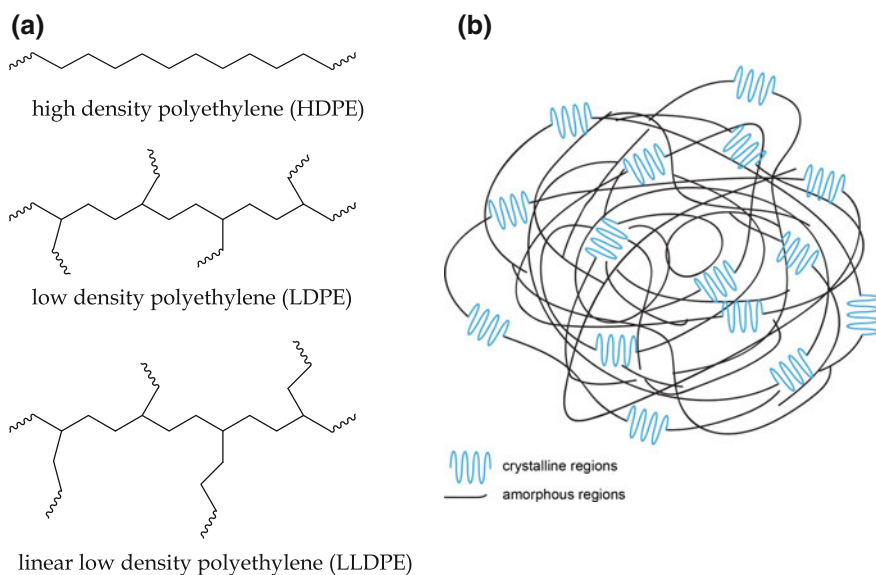 (a)
high density polyethylene (HDPE)
low density polyethylene (LDPE)
linear low density polyethylene (LLDPE)
(b)
crystalline regions
amorphous regions